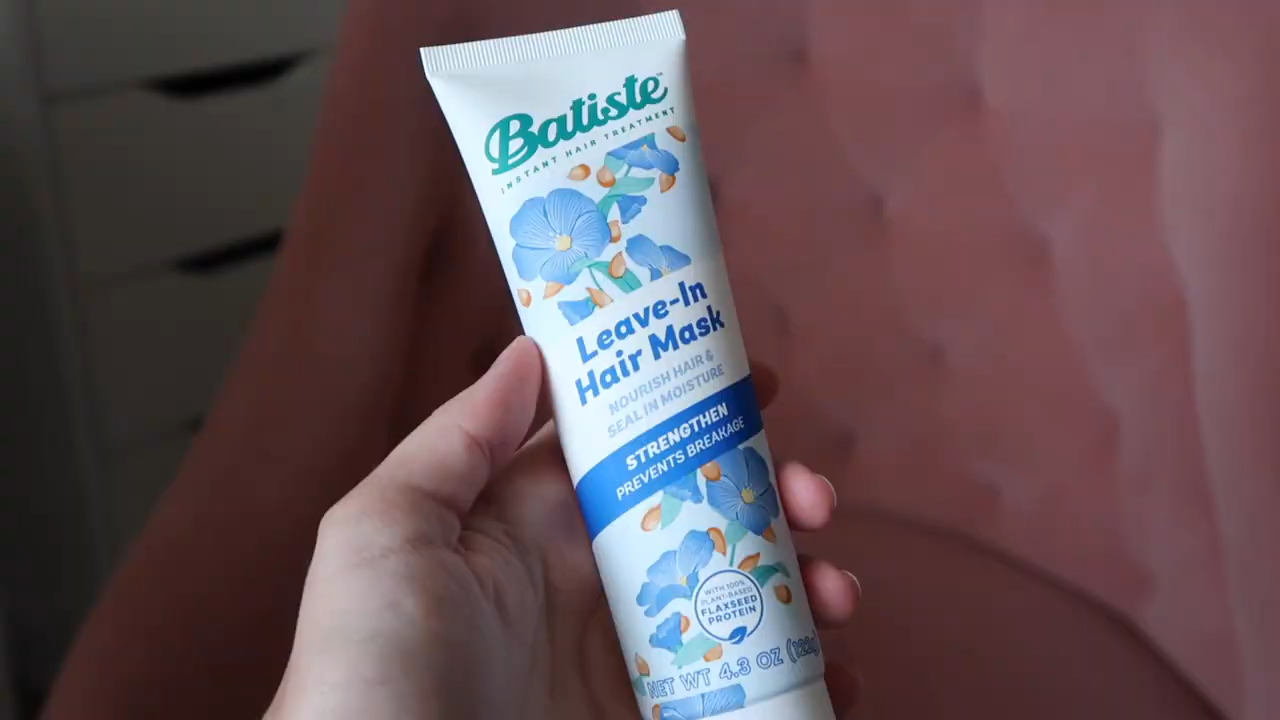 Batiste™
INSTANT HAIR TREATMENT
Leave-In
Hair Mask
NOURISH HAIR &
SEAL IN MOISTURE
STRENGTHEN
PREVENTS BREAKAGE
WITH 100%
PLANT-BASED
FLAXSEED
PROTEIN
NET WT 4.3 OZ